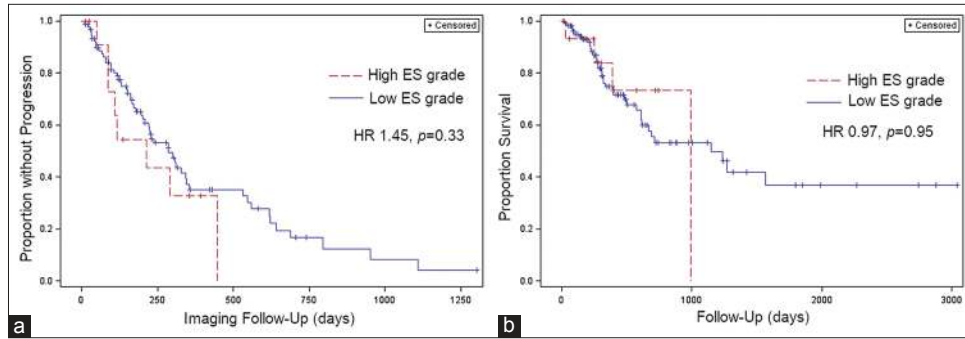 Proportion without Progression
1.0
0.8
0.6
0.4
0.2
0.0
+ Censored
High ES grade
Low ES grade
HR 1.45, p=0.33
0
250
500
750
1000
1250
Imaging Follow-Up (days)
a
Proportion Survival
1.0
0.8
0.6
0.4
0.2
0.0
+ Censored
High ES grade
Low ES grade
HR 0.97, p=0.95
0
1000
2000
3000
Follow-Up (days)
b